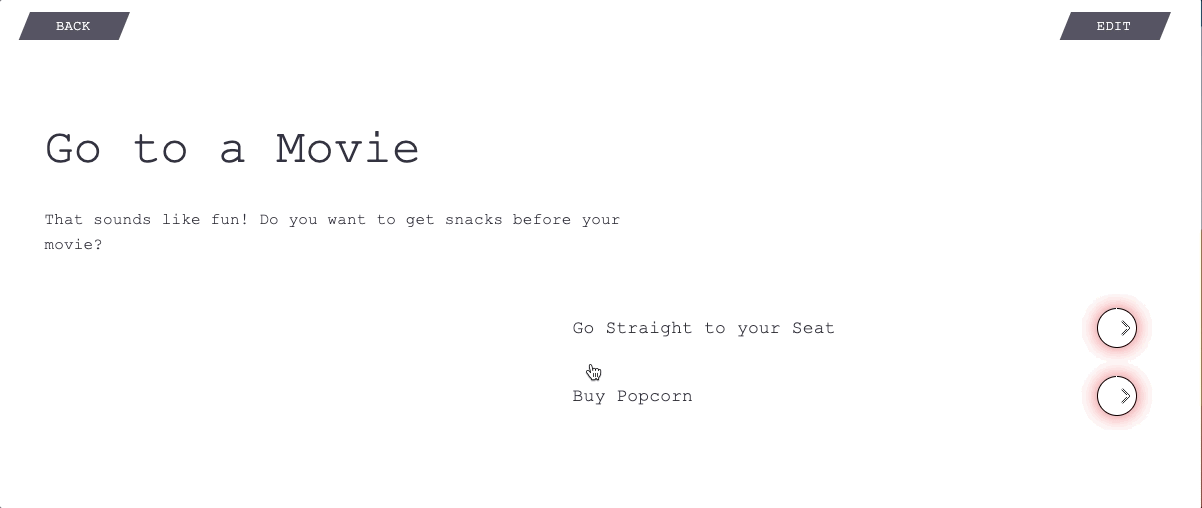 BACK
EDIT
Go to a Movie
That sounds like fun! Do you want to get snacks before your
movie?
Go Straight to your Seat
Buy Popcorn